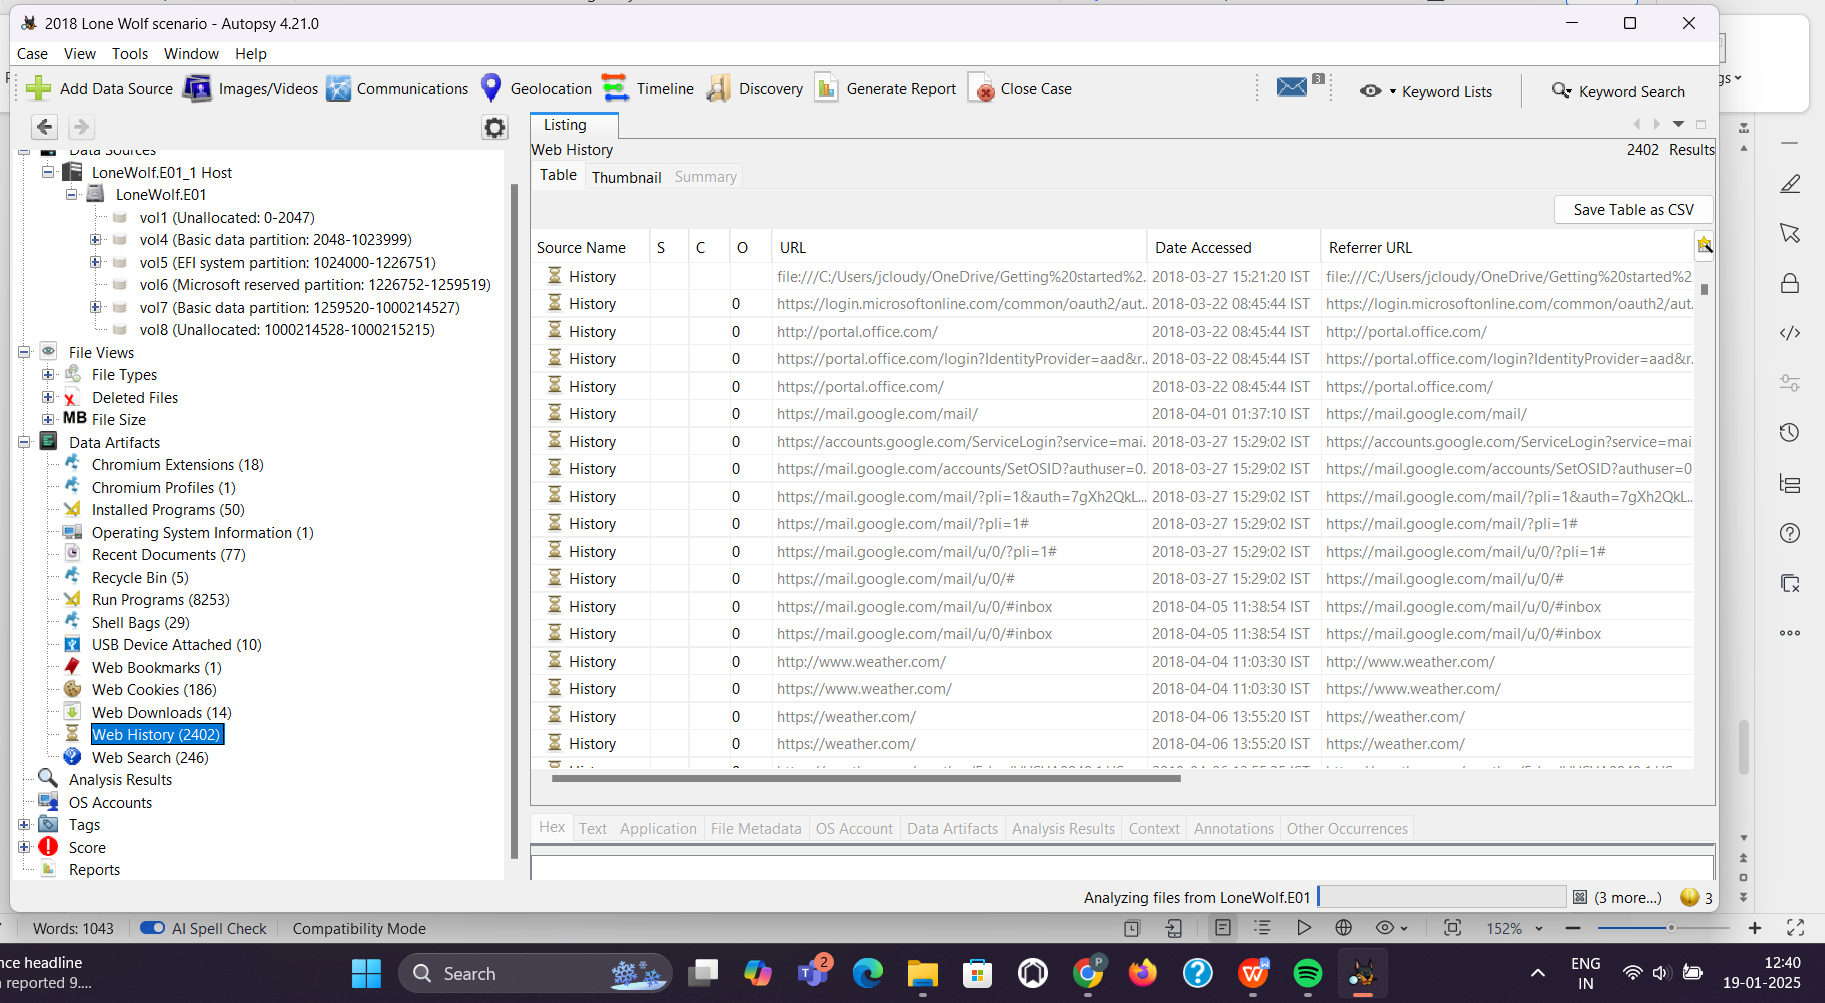 2018 Lone Wolf scenario - Autopsy 4.21.0
Case View Tools Window Help
Add Data Source Images/Videos Communications Geolocation Timeline Discovery Generate Report Close Case 3 Keyword Lists Keyword Search
Listing
Data Sources
LoneWolf.E01_1 Host
LoneWolf.E01
vol1 (Unallocated: 0-2047)
vol4 (Basic data partition: 2048-1023999)
vol5 (EFI system partition: 1024000-1226751)
vol6 (Microsoft reserved partition: 1226752-1259519)
vol7 (Basic data partition: 1259520-1000214527)
vol8 (Unallocated: 1000214528-1000215215)
File Views
File Types
Deleted Files
MB File Size
Data Artifacts
Chromium Extensions (18)
Chromium Profiles (1)
Installed Programs (50)
Operating System Information (1)
Recent Documents (77)
Recycle Bin (5)
Run Programs (8253)
Shell Bags (29)
USB Device Attached (10)
Web Bookmarks (1)
Web Cookies (186)
Web Downloads (14)
Web History (2402)
Web Search (246)
Analysis Results
OS Accounts
Tags
Score
Reports
Web History 2402 Results
Table Thumbnail Summary
Save Table as CSV
Source Name S C O URL Date Accessed Referrer URL
History file:///C:/Users/jcloudy/OneDrive/Getting%20started%2... 2018-03-27 15:21:20 IST file:///C:/Users/jcloudy/OneDrive/Getting%20started%2
History 0 https://login.microsoftonline.com/common/oauth2/aut... 2018-03-22 08:45:44 IST https://login.microsoftonline.com/common/oauth2/aut.
History 0 http://portal.office.com/ 2018-03-22 08:45:44 IST http://portal.office.com/
History 0 https://portal.office.com/login?IdentityProvider=aad&r... 2018-03-22 08:45:44 IST https://portal.office.com/login?IdentityProvider=aad&r.
History 0 https://portal.office.com/ 2018-03-22 08:45:44 IST https://portal.office.com/
History 0 https://mail.google.com/mail/ 2018-04-01 01:37:10 IST https://mail.google.com/mail/
History 0 https://accounts.google.com/ServiceLogin?service=mai... 2018-03-27 15:29:02 IST https://accounts.google.com/ServiceLogin?service=mai
History 0 https://mail.google.com/accounts/SetOSID?authuser=0... 2018-03-27 15:29:02 IST https://mail.google.com/accounts/SetOSID?authuser=0
History 0 https://mail.google.com/mail/?pli=1&auth=7gXh2QkL... 2018-03-27 15:29:02 IST https://mail.google.com/mail/?pli=1&auth=7gXh2QkL..
History 0 https://mail.google.com/mail/?pli=1# 2018-03-27 15:29:02 IST https://mail.google.com/mail/?pli=1#
History 0 https://mail.google.com/mail/u/0/?pli=1# 2018-03-27 15:29:02 IST https://mail.google.com/mail/u/0/?pli=1#
History 0 https://mail.google.com/mail/u/0/# 2018-03-27 15:29:02 IST https://mail.google.com/mail/u/0/#
History 0 https://mail.google.com/mail/u/0/#inbox 2018-04-05 11:38:54 IST https://mail.google.com/mail/u/0/#inbox
History 0 https://mail.google.com/mail/u/0/#inbox 2018-04-05 11:38:54 IST https://mail.google.com/mail/u/0/#inbox
History 0 http://www.weather.com/ 2018-04-04 11:03:30 IST http://www.weather.com/
History 0 https://www.weather.com/ 2018-04-04 11:03:30 IST https://www.weather.com/
History 0 https://weather.com/ 2018-04-06 13:55:20 IST https://weather.com/
History 0 https://weather.com/ 2018-04-06 13:55:20 IST https://weather.com/
Hex Text Application File Metadata OS Account Data Artifacts Analysis Results Context Annotations Other Occurrences
Analyzing files from LoneWolf.E01 (3 more...) 3
Words: 1043 AI Spell Check Compatibility Mode 152%
nce headline
reported 9....
Search
2
P
ENG
IN
12:40
19-01-2025